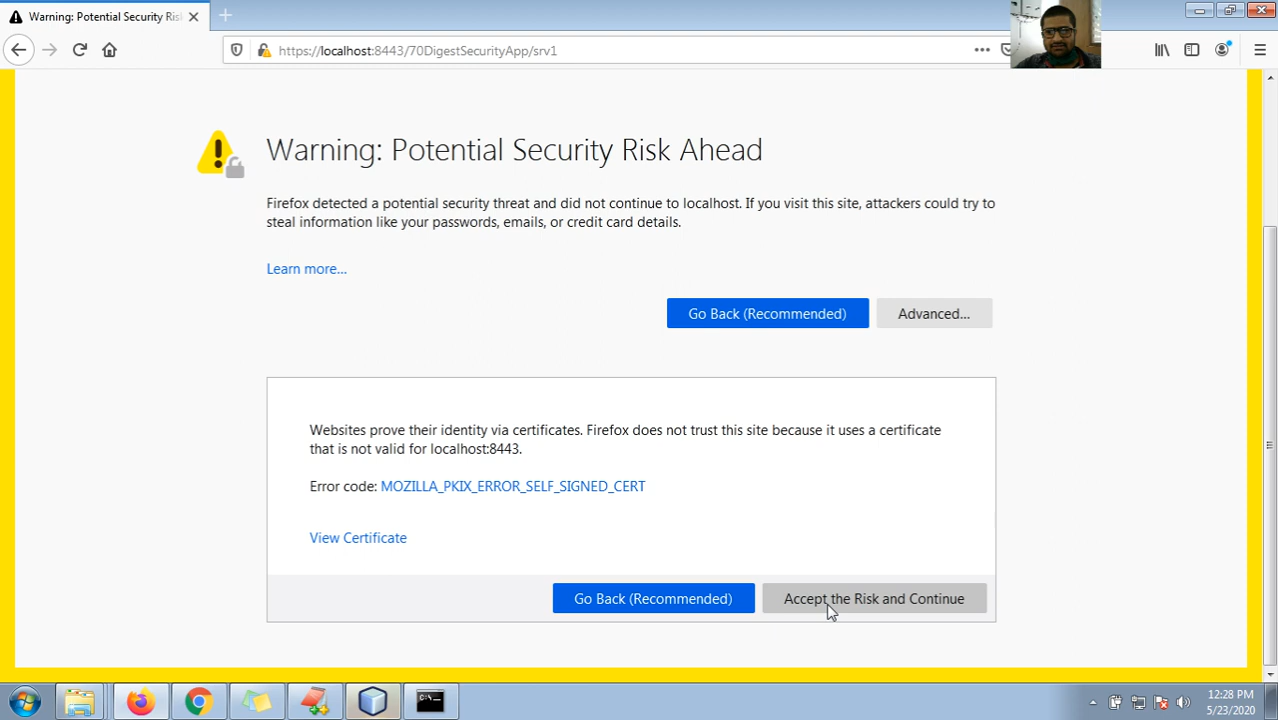 Warning: Potential Security Ris
https://localhost:8443/70DigestSecurityApp/srv1
Warning: Potential Security Risk Ahead
Firefox detected a potential security threat and did not continue to localhost. If you visit this site, attackers could try to
steal information like your passwords, emails, or credit card details.
Learn more...
Go Back (Recommended)
Advanced...
Websites prove their identity via certificates. Firefox does not trust this site because it uses a certificate
that is not valid for localhost:8443.
Error code: MOZILLA_PKIX_ERROR_SELF_SIGNED_CERT
View Certificate
Go Back (Recommended)
Accept the Risk and Continue
12:28 PM
5/23/2020